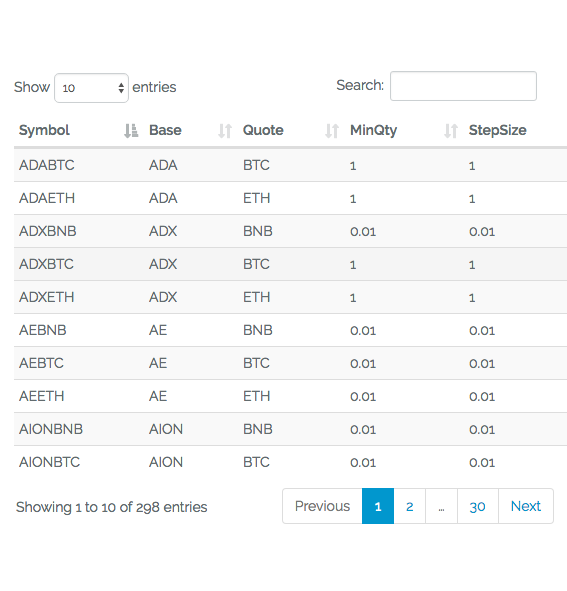 Show 10 entries Search:
Symbol Base Quote MinQty StepSize
ADABTC ADA BTC 1 1
ADAETH ADA ETH 1 1
ADXBNB ADX BNB 0.01 0.01
ADXBTC ADX BTC 1 1
ADXETH ADX ETH 1 1
AEBNB AE BNB 0.01 0.01
AEBTC AE BTC 0.01 0.01
AEETH AE ETH 0.01 0.01
AIONBNB AION BNB 0.01 0.01
AIONBTC AION BTC 0.01 0.01
Showing 1 to 10 of 298 entries Previous 1 2 … 30 Next